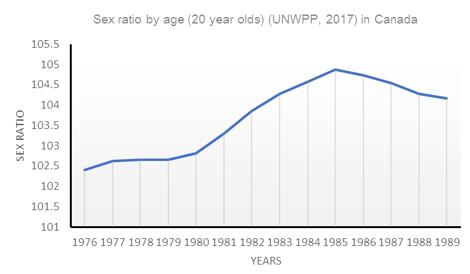 Sex ratio by age (20 year olds) (UNWPP, 2017) in Canada
105.5
105
104.5
104
103.5
103
102.5
102
101.5
101
SEX RATIO
1976 1977 1978 1979 1980 1981 1982 1983 1984 1985 1986 1987 1988 1989
YEARS